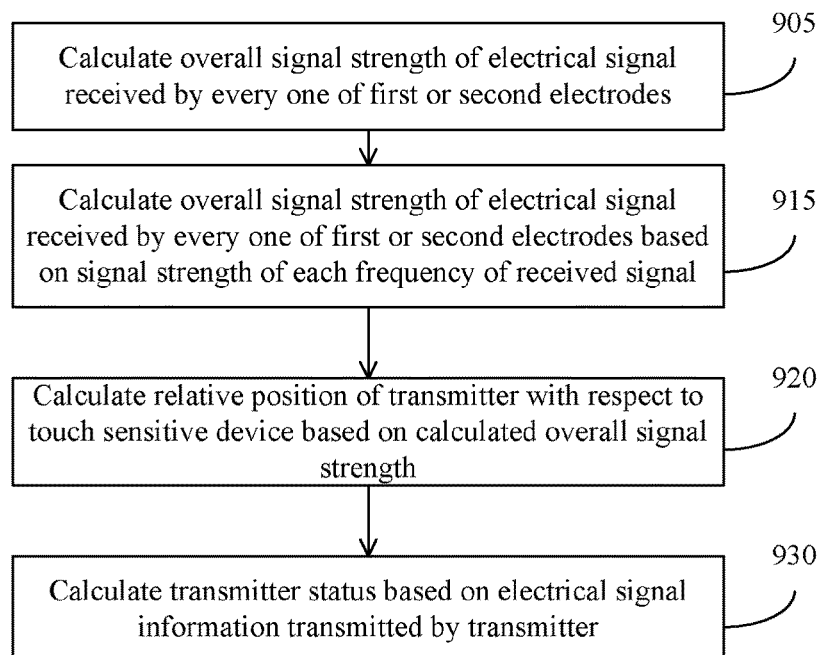 905
Calculate overall signal strength of electrical signal
received by every one of first or second electrodes
915
Calculate overall signal strength of electrical signal
received by every one of first or second electrodes based
on signal strength of each frequency of received signal
920
Calculate relative position of transmitter with respect to
touch sensitive device based on calculated overall signal
strength
930
Calculate transmitter status based on electrical signal
information transmitted by transmitter